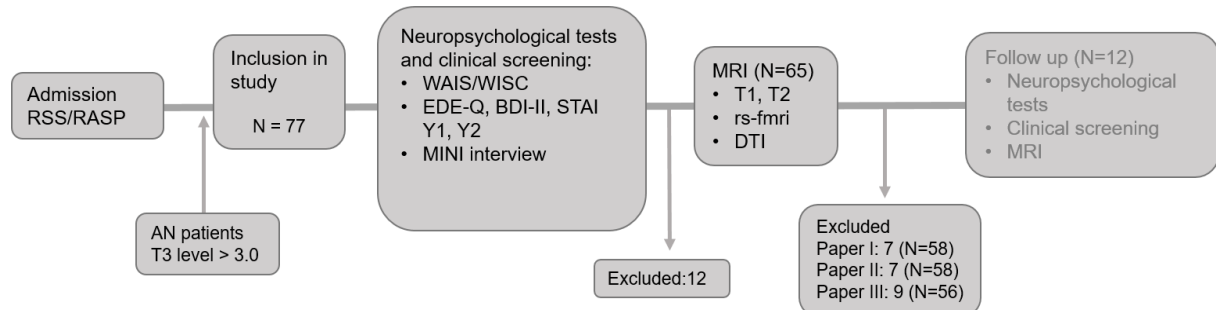 Admission
RSS/RASP
Inclusion in
study
N = 77
AN patients
T3 level > 3.0
Neuropsychological tests
and clinical screening:
• WAIS/WISC
• EDE-Q, BDI-II, STAI
Y1, Y2
• MINI interview
Excluded:12
MRI (N=65)
• T1, T2
• rs-fmri
• DTI
Excluded
Paper I: 7 (N=58)
Paper II: 7 (N=58)
Paper III: 9 (N=56)
Follow up (N=12)
• Neuropsychological
tests
• Clinical screening
• MRI